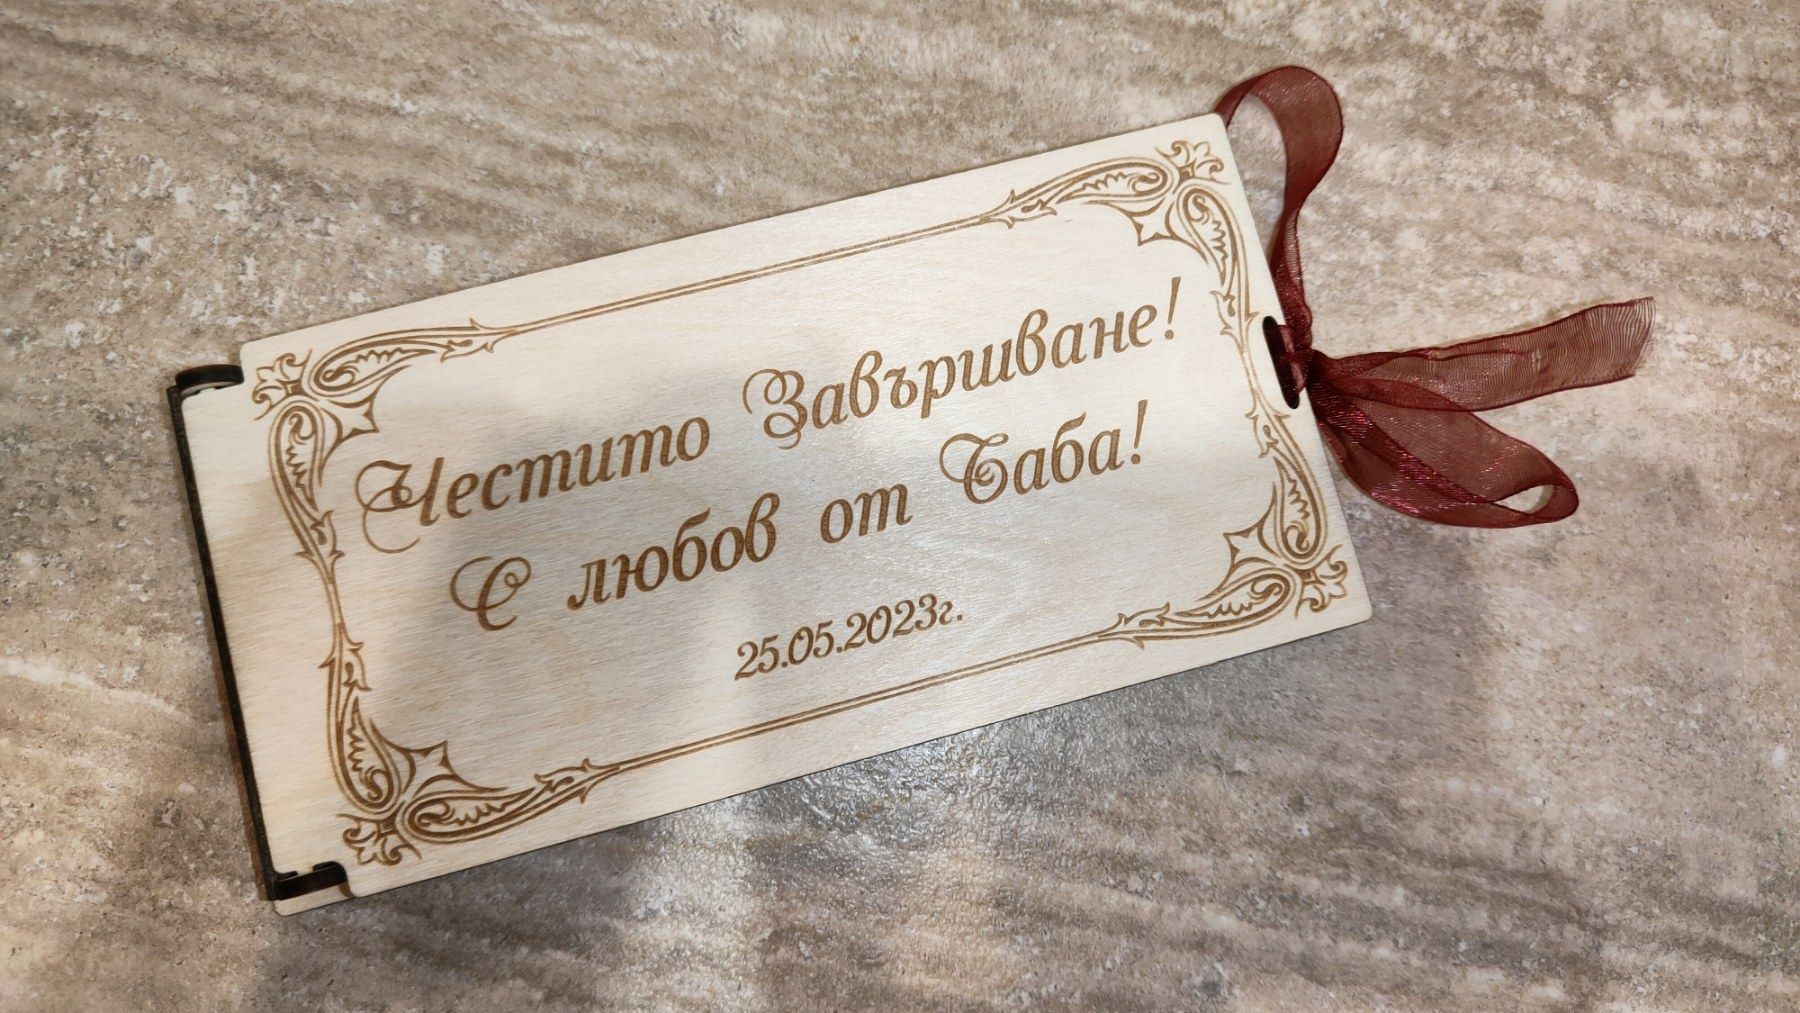 Честито Завършване!
С любов от Баба!
25.05.2023г.